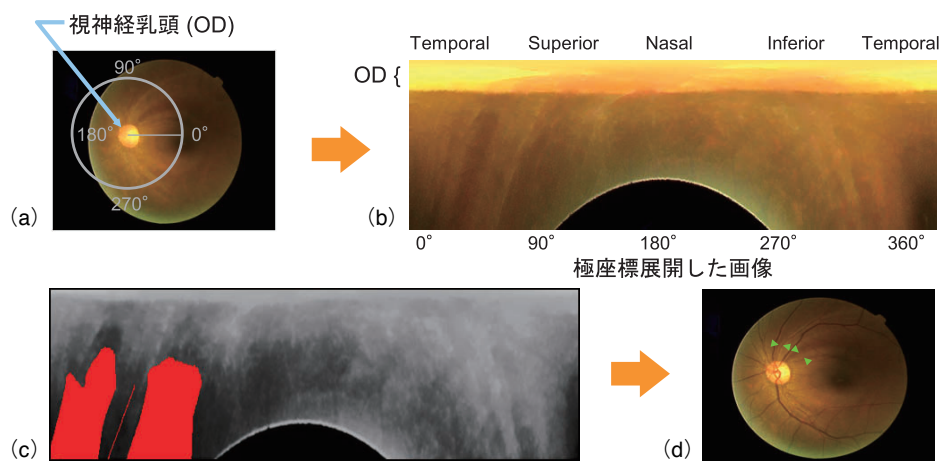 視神経乳頭 (OD)
90°
180°
0°
270°
(a)
Temporal Superior Nasal Inferior Temporal
OD {
(b)
0° 90° 180° 270° 360°
極座標展開した画像
(c)
(d)